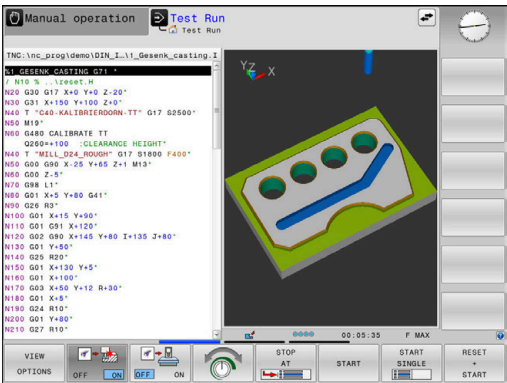 Manual operation
Test Run
Test Run
TNC:\nc_prog\demo\DIN_I…\1_Gesenk_casting.I
%1_GESENK_CASTING G71 *
/ N10 % ..\reset.H
N20 G30 G17 X+0 Y+0 Z-20*
N30 G31 X+150 Y+100 Z+0*
N40 T "C40-KALIBRIERDORN-TT" G17 S2500*
N50 M19*
N60 G480 CALIBRATE TT
Q260=+100 ;CLEARANCE HEIGHT*
N40 T "MILL_D24_ROUGH" G17 S1800 F400*
N50 G00 G90 X-25 Y+65 Z+1 M13*
N60 G00 Z-5*
N70 G98 L1*
N80 G01 X+5 Y+80 G41*
N90 G26 R3*
N100 G01 X+15 Y+90*
N110 G01 G91 X+120*
N120 G02 G90 X+145 Y+80 I+135 J+80*
N130 G01 Y+50*
N140 G25 R20*
N150 G01 X+130 Y+5*
N160 G01 X+100*
N170 G03 X+50 Y+12 R+30*
N180 G01 X+5*
N190 G24 R10*
N200 G01 Y+80*
N210 G27 R10*
Y Z X
00:05:35 F MAX
VIEW
OPTIONS
OFF ON
OFF ON
STOP
AT
START
START
SINGLE
RESET
+
START